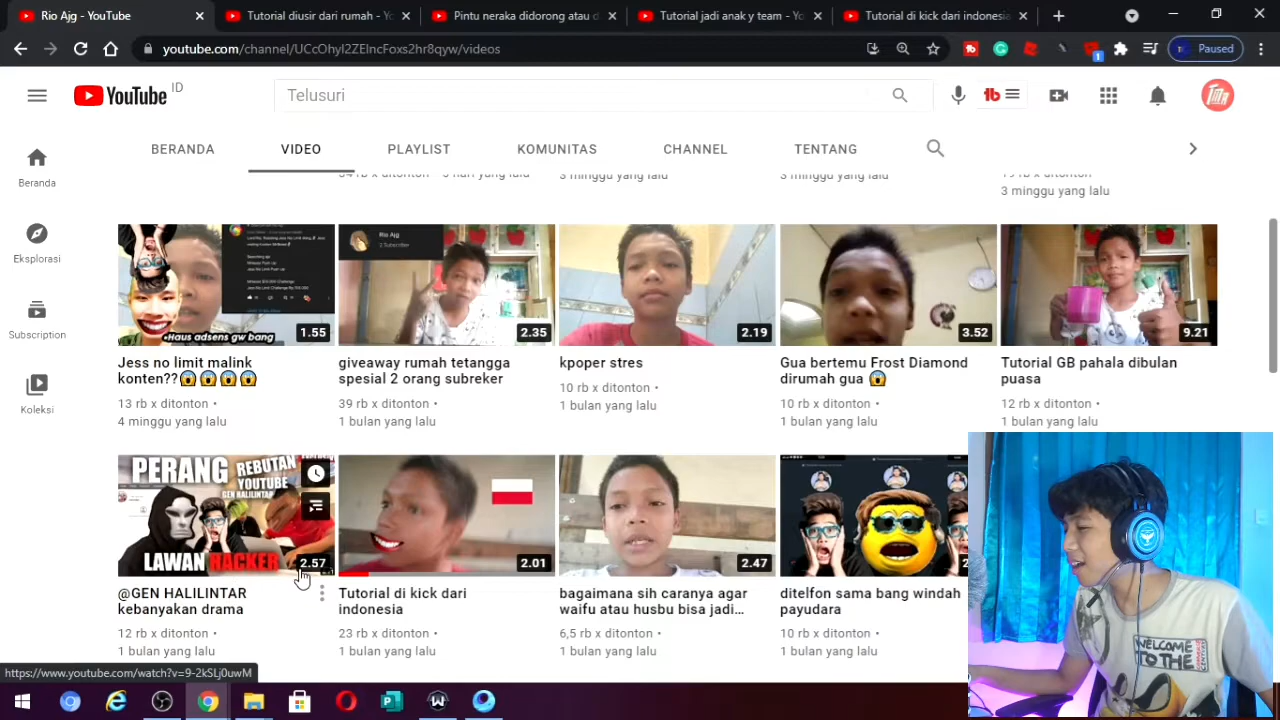 Rio Ajg
Tutorial diusir dari rumah - Y
Pintu neraka didorong atau d
Tutorial jadi anak y team - Y
Tutorial di kick dari indonesia
youtube.com/channel/UCcOhyI2ZEIncFoxs2hr8qyw/videos
1
Paused
YouTube ID
Telusuri
BERANDA VIDEO PLAYLIST KOMUNITAS CHANNEL TENTANG
Beranda
Eksplorasi
Subscription
Koleksi
3 minggu yang lalu
3 minggu yang lalu
3 minggu yang lalu
Haus adsens gw bang
1.55
Jess no limit malink
konten??😱😱😱😱
13 rb x ditonton •
4 minggu yang lalu
Rio Ajg
2.35
giveaway rumah tetangga
spesial 2 orang subreker
39 rb x ditonton •
1 bulan yang lalu
2.19
kpoper stres
10 rb x ditonton •
1 bulan yang lalu
3.52
Gua bertemu Frost Diamond
dirumah gua 😱
10 rb x ditonton •
1 bulan yang lalu
9.21
Tutorial GB pahala dibulan
puasa
12 rb x ditonton •
1 bulan yang lalu
PERANG REBUTAN
YOUTUBE
GEN HALILINTAR
LAWAN HACKER
2.57
@GEN HALILINTAR
kebanyakan drama
12 rb x ditonton •
1 bulan yang lalu
2.01
Tutorial di kick dari
indonesia
23 rb x ditonton •
1 bulan yang lalu
2.47
bagaimana sih caranya agar
waifu atau husbu bisa jadi...
6,5 rb x ditonton •
1 bulan yang lalu
ditelfon sama bang windah
payudara
10 rb x ditonton •
1 bulan yang lalu
WELCOME
TO THE
https://www.youtube.com/watch?v=9-2kSLj0uwM